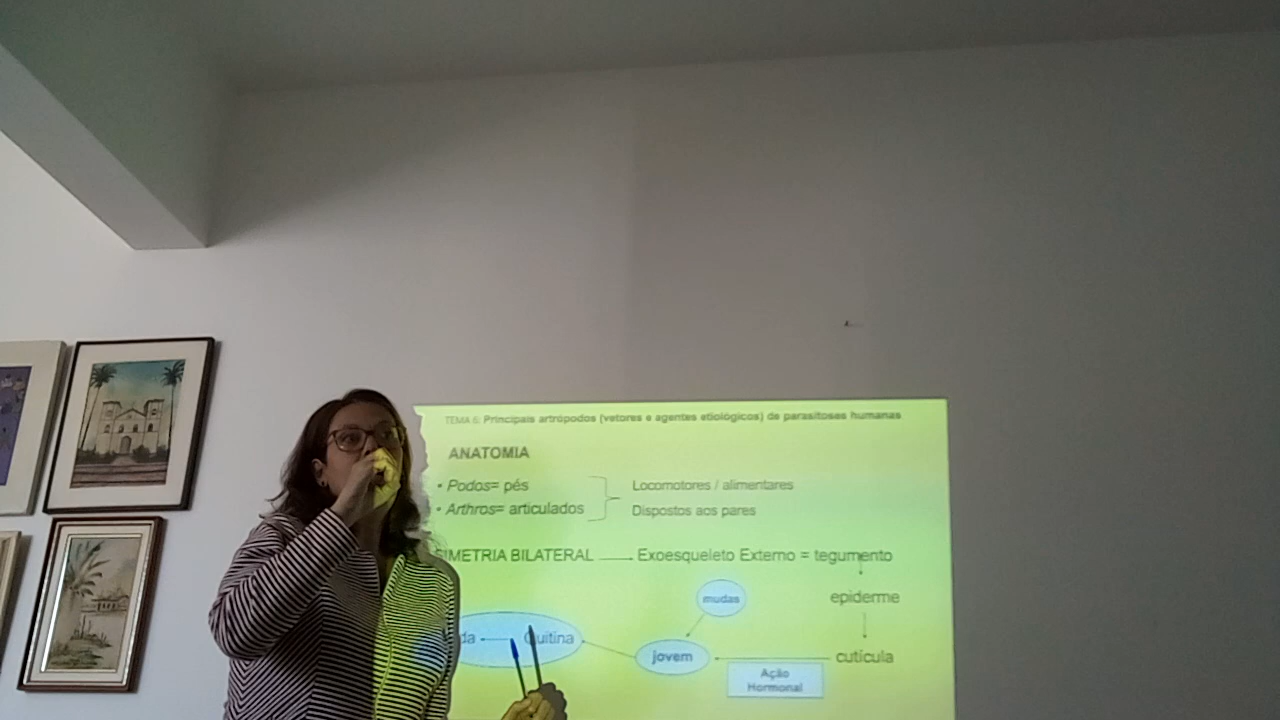 TEMA 6: Principais artrópodos (vetores e agentes etiológicos) de parasitoses humanas
ANATOMIA
• Podos= pés
• Arthros= articulados
Locomotores / alimentares
Dispostos aos pares
SIMETRIA BILATERAL
Exoesqueleto Externo = tegumento
epiderme
cutícula
Ação
Hormonal
mudas
jovem
Quitina